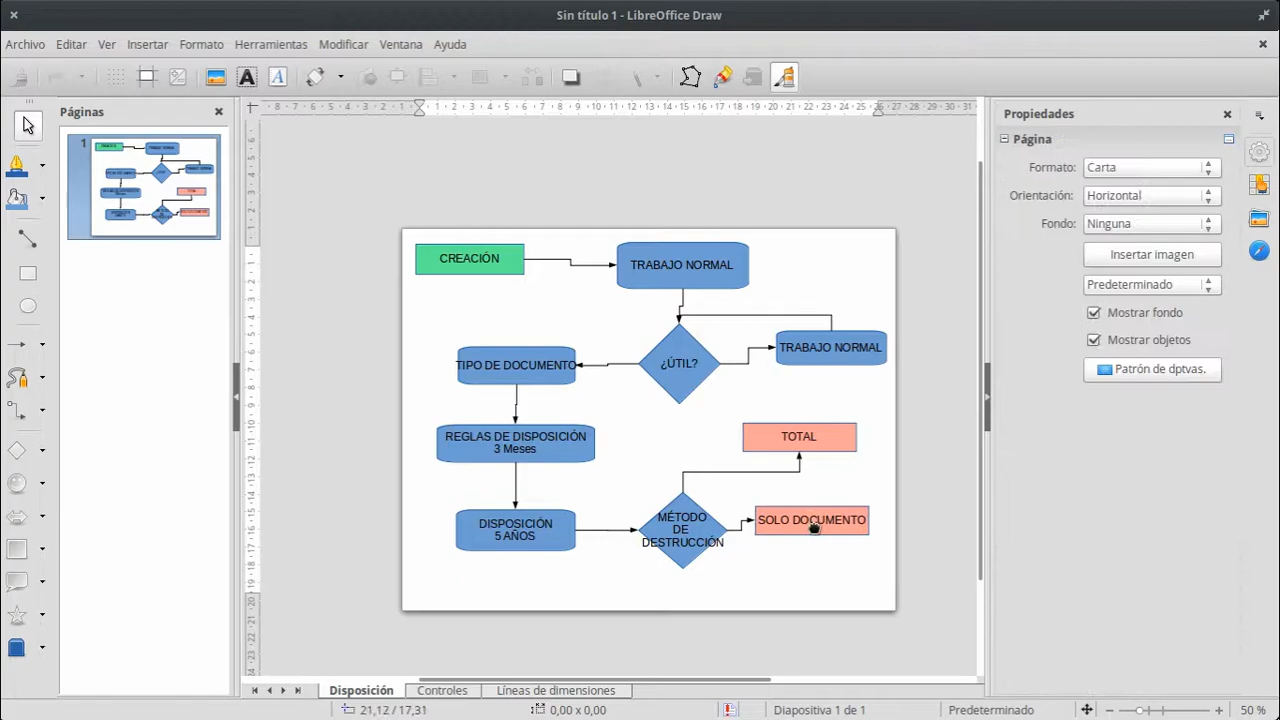 Sin título 1 - LibreOffice Draw
Archivo Editar Ver Insertar Formato Herramientas Modificar Ventana Ayuda
Páginas
1
Propiedades
Página
Formato: Carta
Orientación: Horizontal
Fondo: Ninguna
Insertar imagen
Predeterminado
Mostrar fondo
Mostrar objetos
Patrón de dptvas.
CREACIÓN
TRABAJO NORMAL
TRABAJO NORMAL
¿ÚTIL?
TIPO DE DOCUMENTO
REGLAS DE DISPOSICIÓN
3 Meses
TOTAL
DISPOSICIÓN
5 AÑOS
MÉTODO
DE
DESTRUCCIÓN
SOLO DOCUMENTO
Disposición Controles Líneas de dimensiones
21,12 / 17,31 0,00 x 0,00 Diapositiva 1 de 1 Predeterminado 50 %